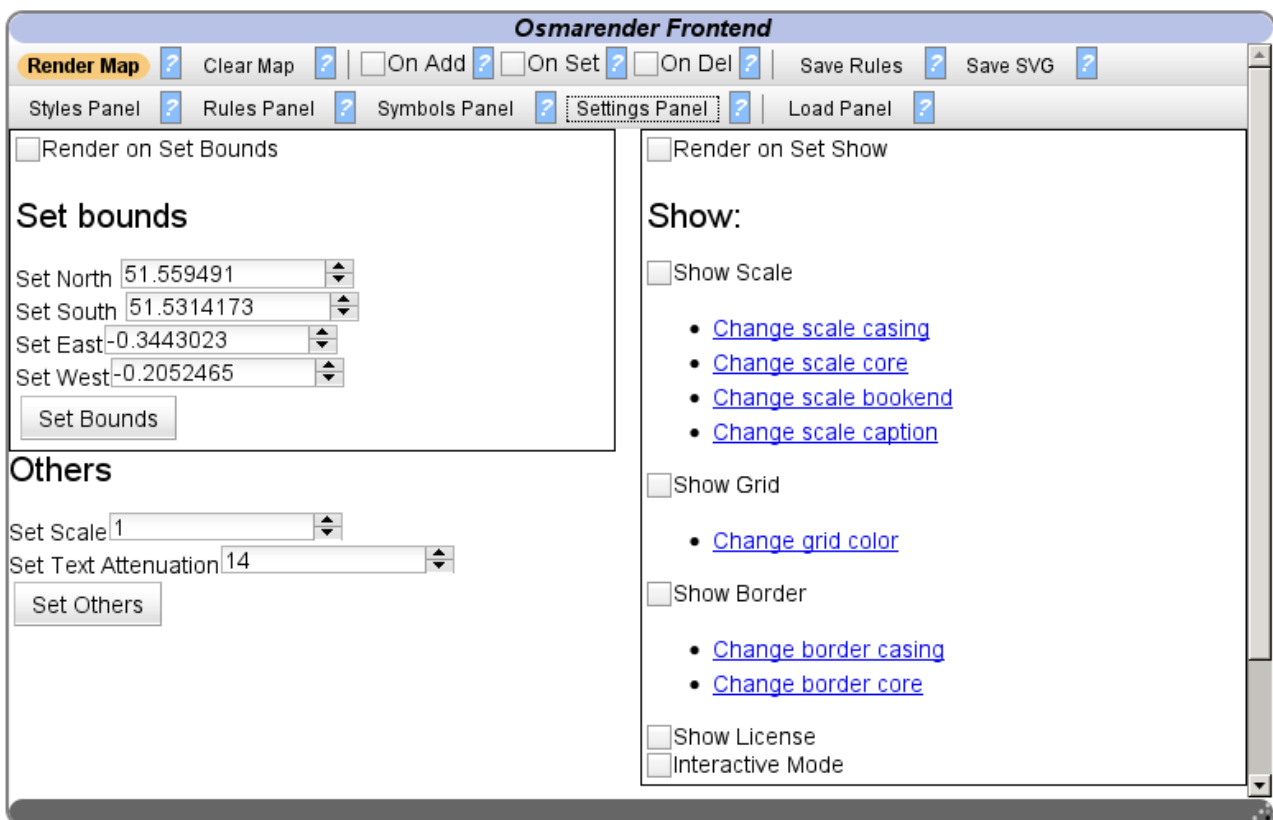 Osmarender Frontend
Render Map ? Clear Map ? On Add ? On Set ? On Del ? Save Rules ? Save SVG ?
Styles Panel ? Rules Panel ? Symbols Panel ? Settings Panel ? Load Panel ?
Render on Set Bounds
Set bounds
Set North 51.559491
Set South 51.5314173
Set East -0.3443023
Set West -0.2052465
Set Bounds
Others
Set Scale 1
Set Text Attenuation 14
Set Others
Render on Set Show
Show:
Show Scale
Change scale casing
Change scale core
Change scale bookend
Change scale caption
Show Grid
Change grid color
Show Border
Change border casing
Change border core
Show License
Interactive Mode